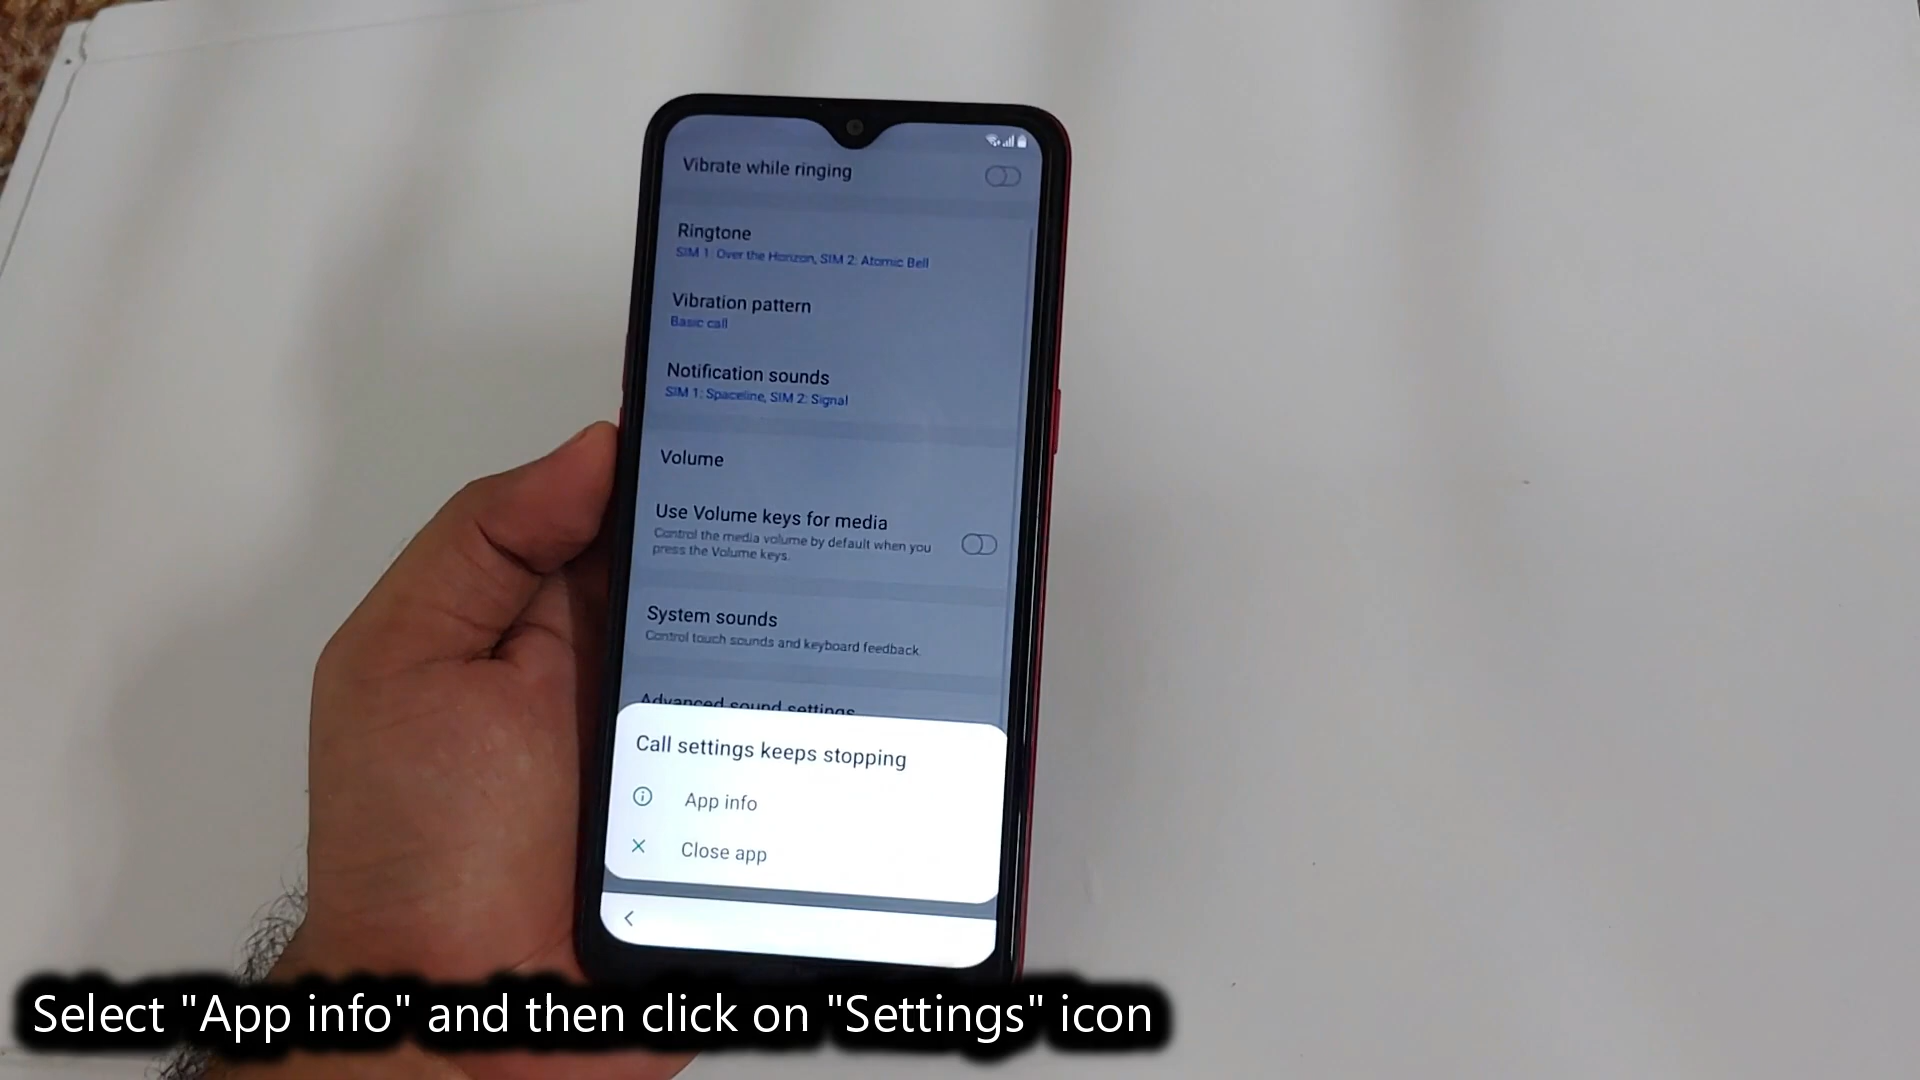 Vibrate while ringing
Ringtone
SIM 1: Over the Horizon, SIM 2: Atomic Bell
Vibration pattern
Basic call
Notification sounds
SIM 1: Spaceline, SIM 2: Signal
Volume
Use Volume keys for media
Control the media volume by default when you
press the Volume keys.
System sounds
Control touch sounds and keyboard feedback.
Advanced sound settings
Call settings keeps stopping
App info
Close app
Select "App info" and then click on "Settings" icon